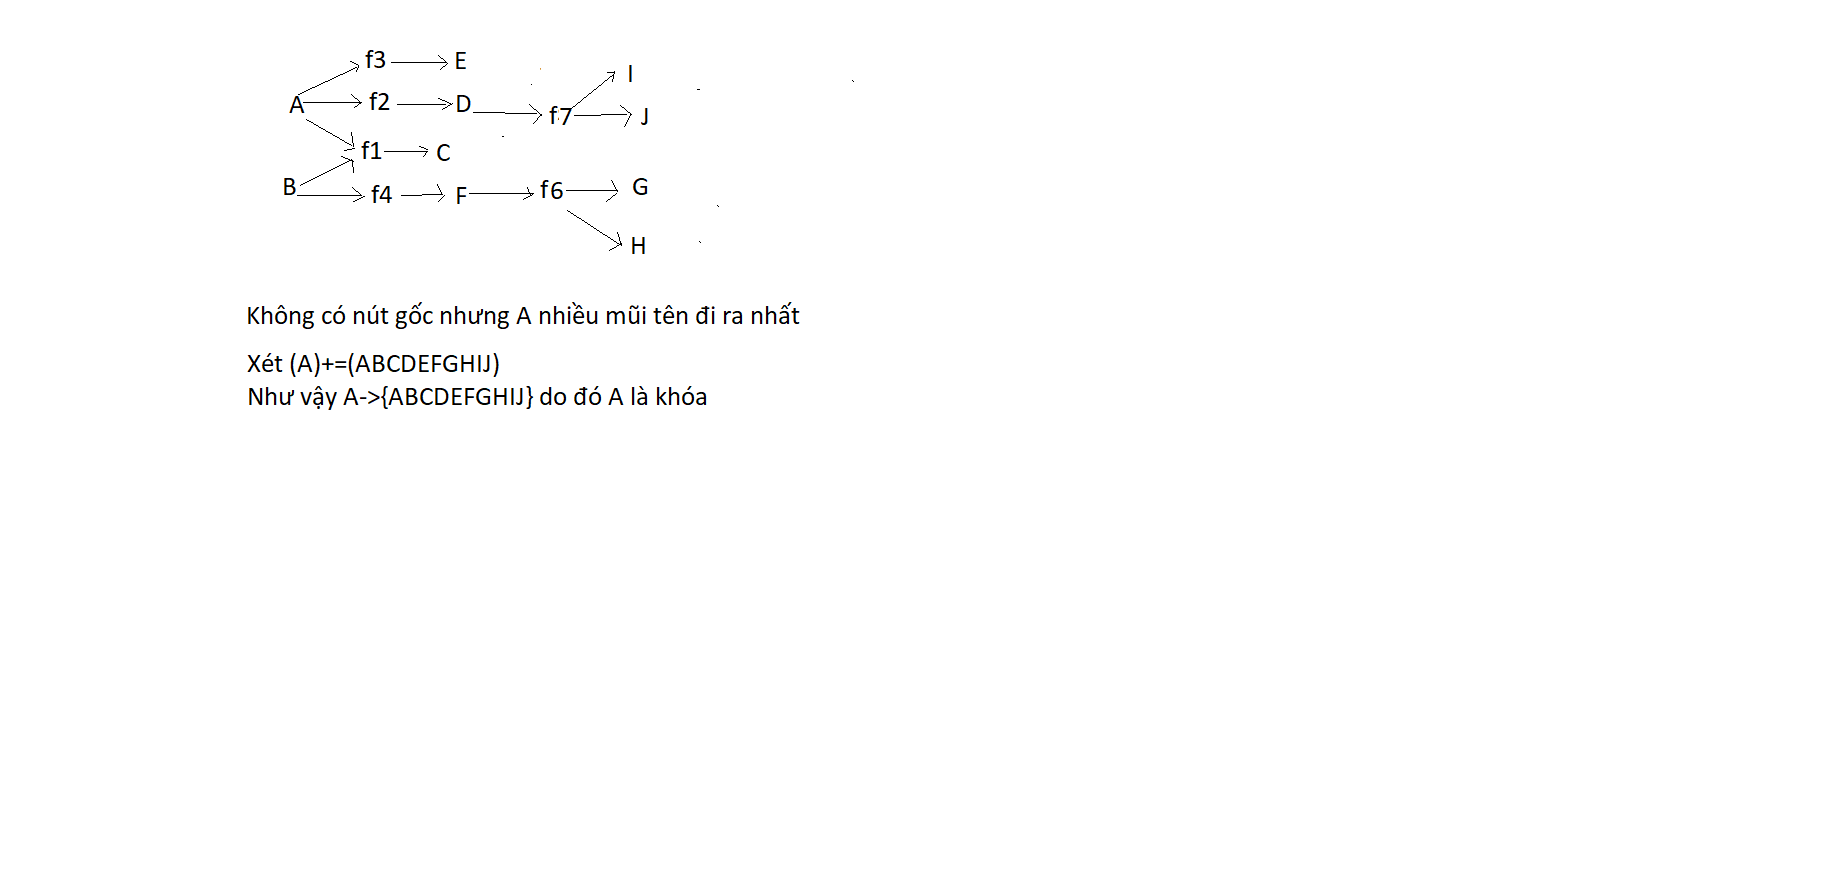 f3 E
I
A f2 D f7 J
f1 C
B f4 F f6 G
H
Không có nút gốc nhưng A nhiều mũi tên đi ra nhất
Xét (A)+=(ABCDEFGHIJ)
Như vậy A->{ABCDEFGHIJ} do đó A là khóa